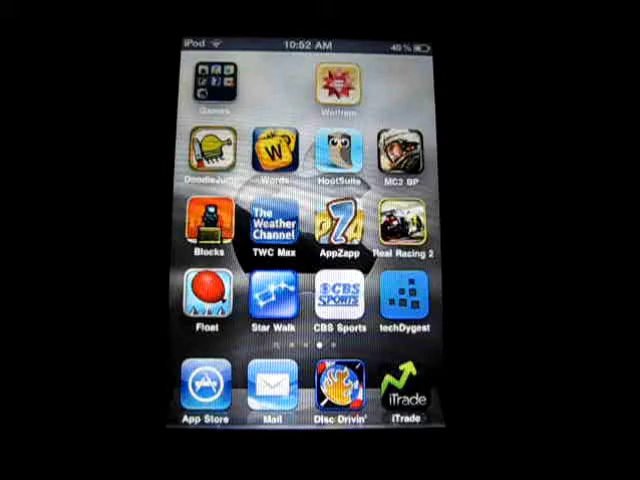 iPod 10:52 AM 40 %
Games Wolfram
DoodleJump Words HootSuite MC2 BP
W
The
Weather
Channel
Blocks TWC Max AppZapp Real Racing 2
CBS
SPORTS
Float Star Walk CBS Sports techDygest
iTrade
App Store Mail Disc Drivin' iTrade